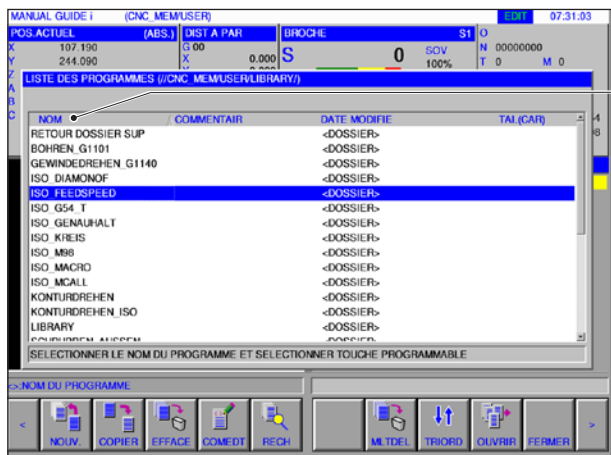 MANUAL GUIDE i (CNC_MEM/USER) EDIT 07:31:03
POS.ACTUEL (ABS.) DIST A PAR BROCHE S1 O
X 107.190 G 00 S 0 SOV N 00000000
Y 244.090 X 0.000 100% T 0 M 0
Z
LISTE DES PROGRAMMES (//CNC_MEM/USER/LIBRARY/)
A
B
C
NOM / COMMENTAIR DATE MODIFIE TAI.(CAR)
RETOUR DOSSIER SUP <DOSSIER>
BOHREN_G1101 <DOSSIER>
GEWINDEDREHEN_G1140 <DOSSIER>
ISO_DIAMONOF <DOSSIER>
ISO_FEEDSPEED <DOSSIER>
ISO_G54_T <DOSSIER>
ISO_GENAUHALT <DOSSIER>
ISO_KREIS <DOSSIER>
ISO_M98 <DOSSIER>
ISO_MACRO <DOSSIER>
ISO_MCALL <DOSSIER>
KONTURDREHEN <DOSSIER>
KONTURDREHEN_ISO <DOSSIER>
LIBRARY <DOSSIER>
SELECTIONNER LE NOM DU PROGRAMME ET SELECTIONNER TOUCHE PROGRAMMABLE
<>:NOM DU PROGRAMME
< NOUV. COPIER EFFACE COMEDT RECH MLTDEL TRIORD OUVRIR FERMER >